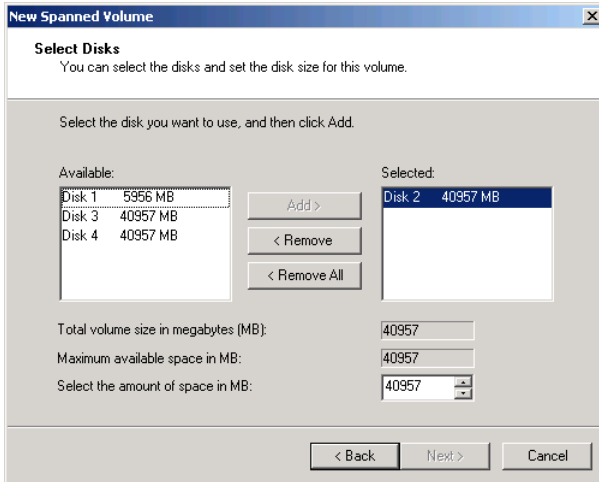 New Spanned Volume
Select Disks
You can select the disks and set the disk size for this volume.
Select the disk you want to use, and then click Add.
Available:
Disk 1 5956 MB
Disk 3 40957 MB
Disk 4 40957 MB
Add >
< Remove
< Remove All
Selected:
Disk 2 40957 MB
Total volume size in megabytes (MB): 40957
Maximum available space in MB: 40957
Select the amount of space in MB: 40957
< Back Next > Cancel